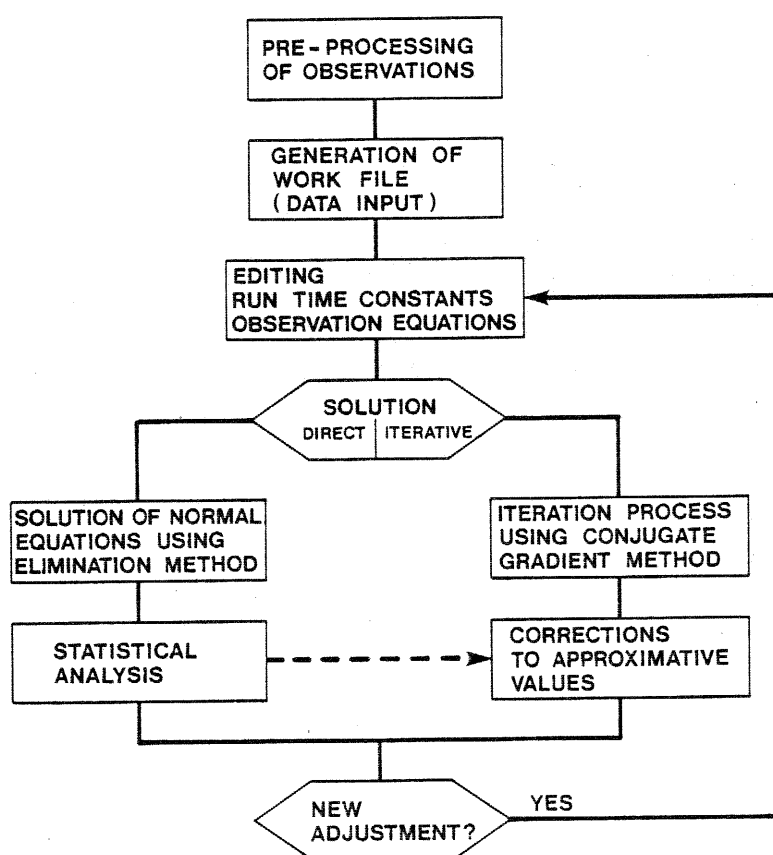 PRE-PROCESSING
OF OBSERVATIONS
GENERATION OF
WORK FILE
(DATA INPUT)
EDITING
RUN TIME CONSTANTS
OBSERVATION EQUATIONS
SOLUTION
DIRECT | ITERATIVE
SOLUTION OF NORMAL
EQUATIONS USING
ELIMINATION METHOD
ITERATION PROCESS
USING CONJUGATE
GRADIENT METHOD
STATISTICAL
ANALYSIS
CORRECTIONS
TO APPROXIMATIVE
VALUES
NEW
ADJUSTMENT?
YES